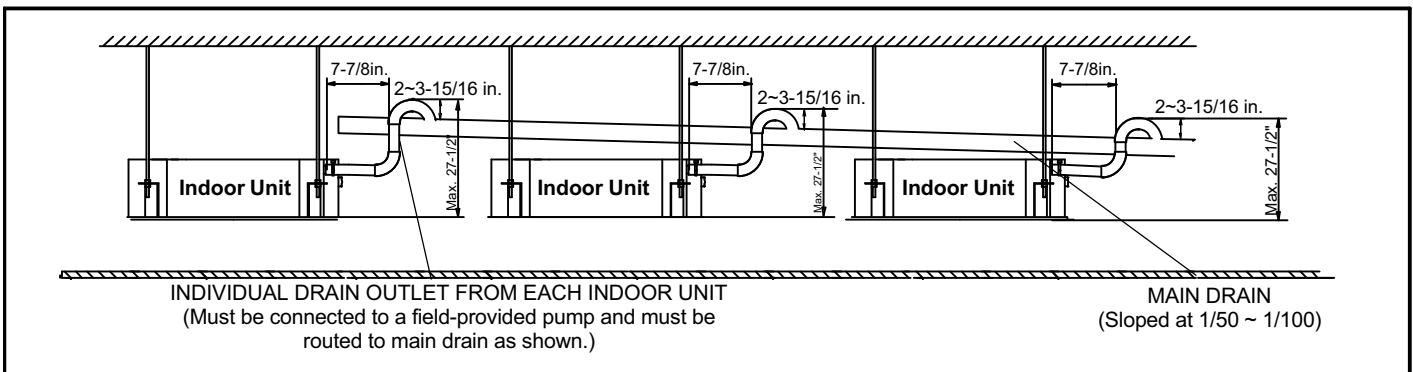 7-7/8in.
2~3-15/16 in.
Max. 27-1/2"
Indoor Unit
7-7/8in.
2~3-15/16 in.
Max. 27-1/2"
Indoor Unit
7-7/8in.
2~3-15/16 in.
Max. 27-1/2"
Indoor Unit
INDIVIDUAL DRAIN OUTLET FROM EACH INDOOR UNIT
(Must be connected to a field-provided pump and must be
routed to main drain as shown.)
MAIN DRAIN
(Sloped at 1/50 ~ 1/100)